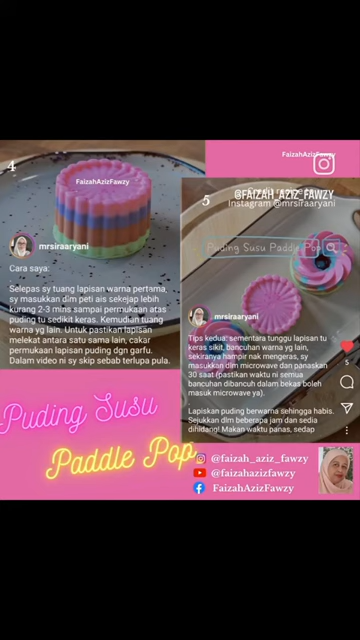 FaizahAzizFawzy
4
FaizahAzizFawzy
@FAIZAH_AZIZ_FAWZY
Instagram @mrsiraaryani
5
Puding Susu Paddle Pop
mrsiraaryani
Cara saya:
Selepas sy tuang lapisan warna pertama,
sy masukkan dlm peti ais sekejap lebih
kurang 2-3 mins sampai permukaan atas
puding tu sedikit keras. Kemudian tuang
warna yg lain. Untuk pastikan lapisan
melekat antara satu sama lain, cakar
permukaan lapisan puding dgn garfu.
Dalam video ni sy skip sebab terlupa pula.
mrsiraaryani
Tips kedua: sementara tunggu lapisan tu
keras sikit, bancuhan warna yg lain,
sekiranya hampir nak mengeras, sy
masukkan dlm microwave dan panaskan
30 saat (pastikan waktu ni semua
bancuhan dibancuh dalam bekas boleh
masuk microwave ya).
Lapiskan puding berwarna sehingga habis.
Sejukkan dlm beberapa jam dan sedia
dihidang! Makan waktu panas, sedap
5
Puding Susu
Paddle Pop
@faizah_aziz_fawzy
@faizahazizfawzy
FaizahAzizFawzy